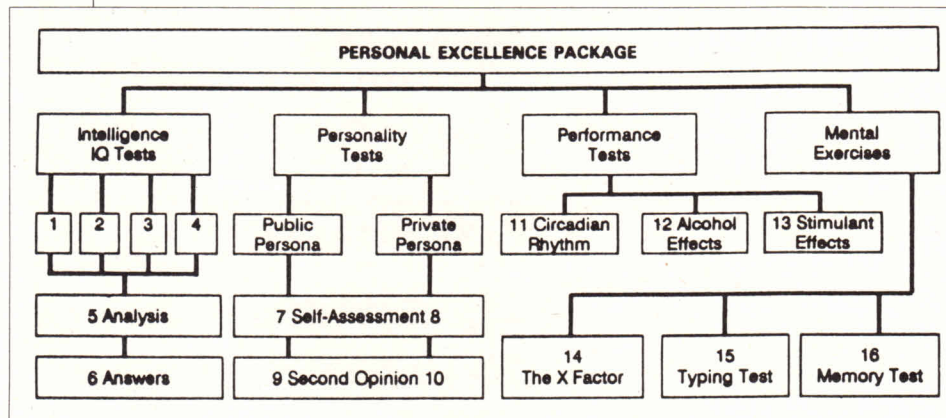 PERSONAL EXCELLENCE PACKAGE
Intelligence
IQ Tests
Personality
Tests
Performance
Tests
Mental
Exercises
1 2 3 4
Public
Persona
Private
Persona
11 Circadian
Rhythm
12 Alcohol
Effects
13 Stimulant
Effects
5 Analysis
7 Self-Assessment 8
6 Answers
9 Second Opinion 10
14
The X Factor
15
Typing Test
16
Memory Test